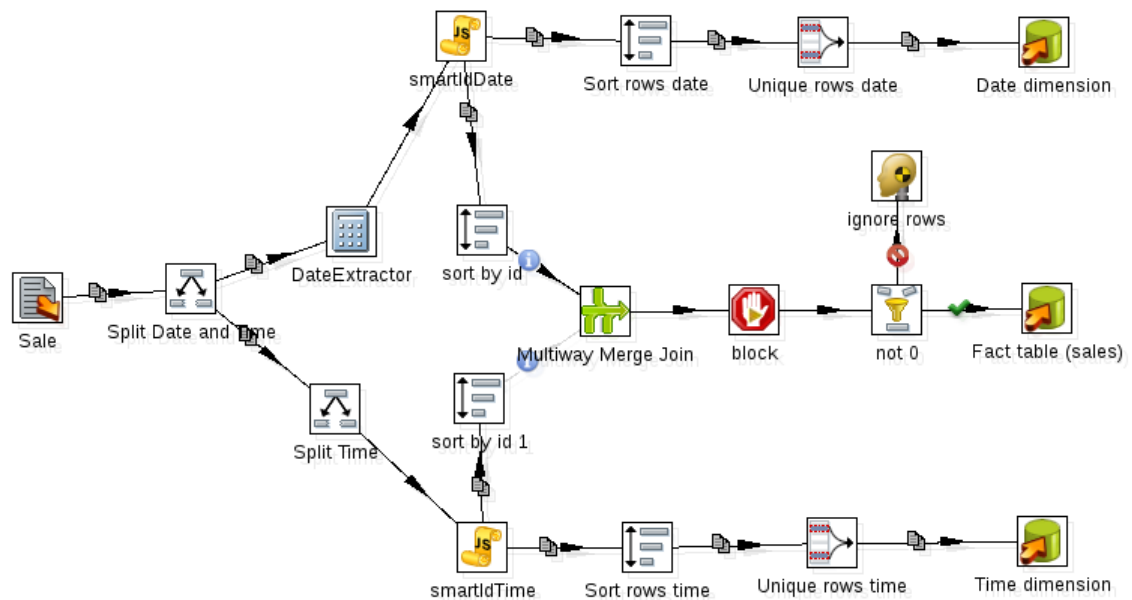 JS
smartIdDate
Sort rows date
Unique rows date
Date dimension
ignore rows
DateExtractor
sort by id
i
Sale
Split Date and Time
Multiway Merge Join
block
not 0
Fact table (sales)
i
sort by id 1
Split Time
JS
smartIdTime
Sort rows time
Unique rows time
Time dimension